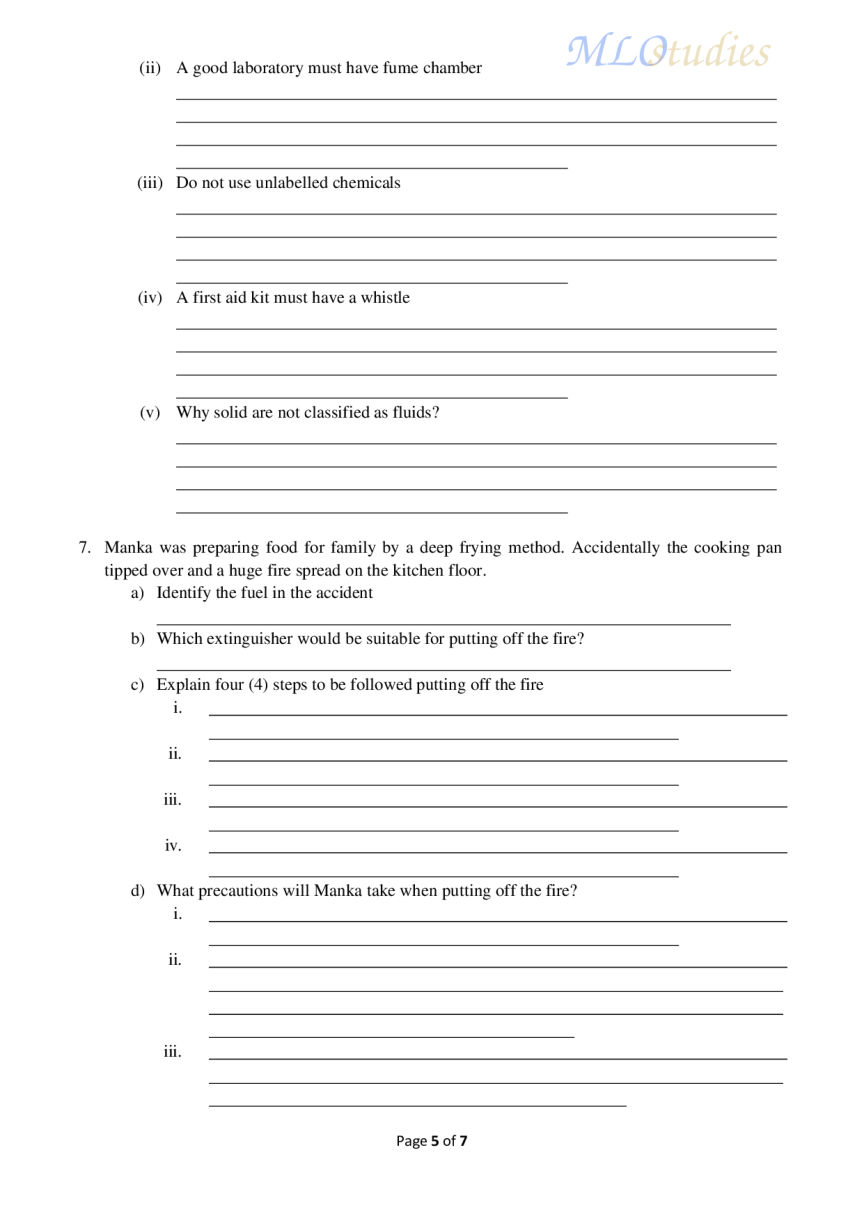 MLOstudies
(ii) A good laboratory must have fume chamber
(iii) Do not use unlabelled chemicals
(iv) A first aid kit must have a whistle
(v) Why solid are not classified as fluids?
7. Manka was preparing food for family by a deep frying method. Accidentally the cooking pan
tipped over and a huge fire spread on the kitchen floor.
a) Identify the fuel in the accident
b) Which extinguisher would be suitable for putting off the fire?
c) Explain four (4) steps to be followed putting off the fire
i.
ii.
iii.
iv.
d) What precautions will Manka take when putting off the fire?
i.
ii.
iii.
Page 5 of 7